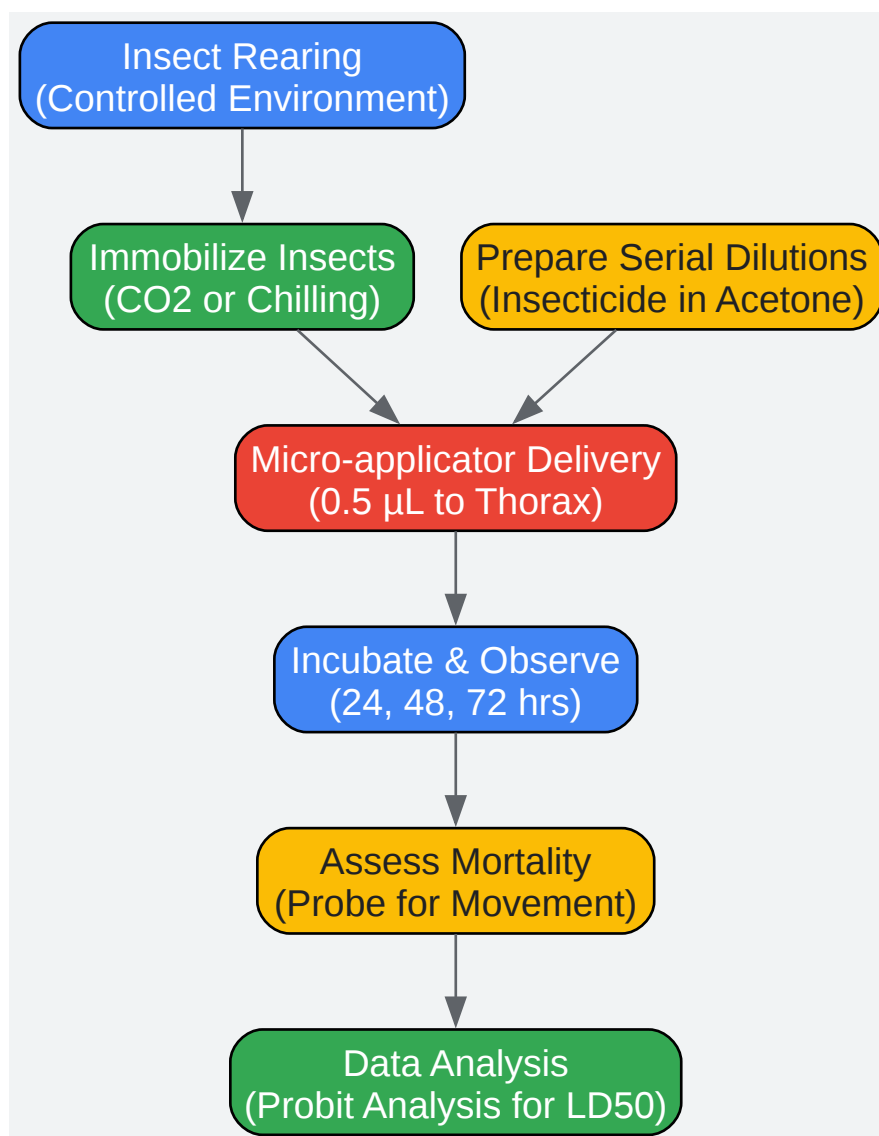 Insect Rearing
(Controlled Environment)
Immobilize Insects
(CO2 or Chilling)
Prepare Serial Dilutions
(Insecticide in Acetone)
Micro-applicator Delivery
(0.5 µL to Thorax)
Incubate & Observe
(24, 48, 72 hrs)
Assess Mortality
(Probe for Movement)
Data Analysis
(Probit Analysis for LD50)